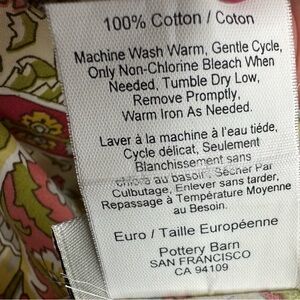 100% Cotton / Coton
Machine Wash Warm, Gentle Cycle,
Only Non-Chlorine Bleach When
Needed, Tumble Dry Low,
Remove Promptly,
Warm Iron As Needed.
Laver à la machine à l'eau tiède,
Cycle délicat, Seulement
Blanchissement sans
au basoin, Sécher Par
Culbutage, Enlever sans tarder,
Repassage à Température Moyenne
au Besoin.
Euro / Taille Européenne
Pottery Barn
SAN FRANCISCO
CA 94109